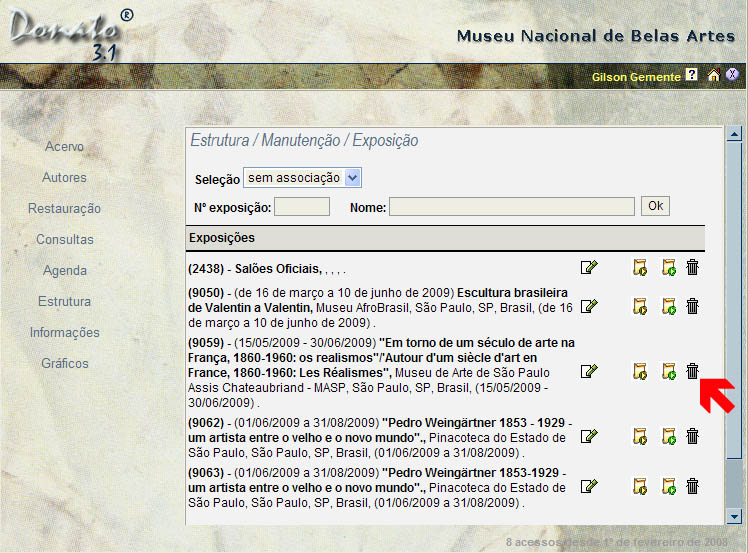 Donato®
3.1
Museu Nacional de Belas Artes
Gilson Gemente ? X
Acervo
Autores
Restauração
Consultas
Agenda
Estrutura
Informações
Gráficos
Estrutura / Manutenção / Exposição
Seleção sem associação
Nº exposição: Nome: Ok
Exposições
(2438) - Salões Oficiais, , , , .
(9050) - (de 16 de março a 10 de junho de 2009) Escultura brasileira
de Valentin a Valentin, Museu AfroBrasil, São Paulo, SP, Brasil, (de 16
de março a 10 de junho de 2009) .
(9059) - (15/05/2009 - 30/06/2009) "Em torno de um século de arte na
França, 1860-1960: os realismos"/'Autour d'um siècle d'art en
France, 1860-1960: Les Réalismes", Museu de Arte de São Paulo
Assis Chateaubriand - MASP, São Paulo, SP, Brasil, (15/05/2009 -
30/06/2009) .
(9062) - (01/06/2009 a 31/08/2009) "Pedro Weingärtner 1853 - 1929 -
um artista entre o velho e o novo mundo"., Pinacoteca do Estado de
São Paulo, São Paulo, SP, Brasil, (01/06/2009 a 31/08/2009) .
(9063) - (01/06/2009 a 31/08/2009) "Pedro Weingärtner 1853-1929 -
um artista entre o velho e o novo mundo"., Pinacoteca do Estado de
São Paulo, São Paulo, SP, Brasil, (01/06/2009 a 31/08/2009) .
8 acessos desde 1º de fevereiro de 2008